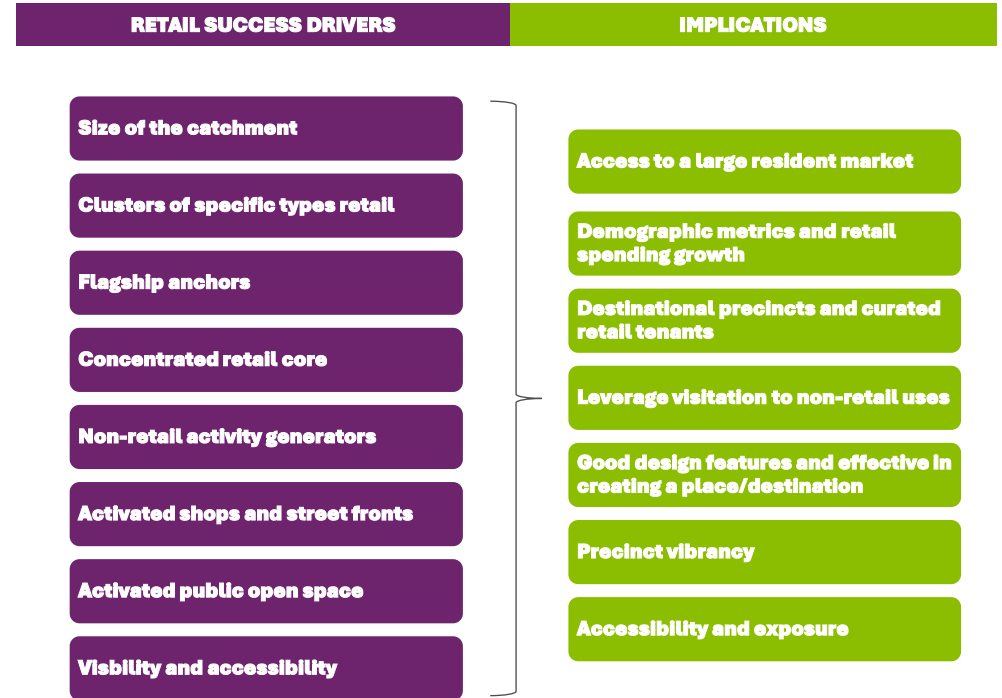 RETAIL SUCCESS DRIVERS
IMPLICATIONS
Size of the catchment
Clusters of specific types retail
Flagship anchors
Concentrated retail core
Non-retail activity generators
Activated shops and street fronts
Activated public open space
Visbility and accessibility
Access to a large resident market
Demographic metrics and retail
spending growth
Destinational precincts and curated
retail tenants
Leverage visitation to non-retail uses
Good design features and effective in
creating a place/destination
Precinct vibrancy
Accessibility and exposure